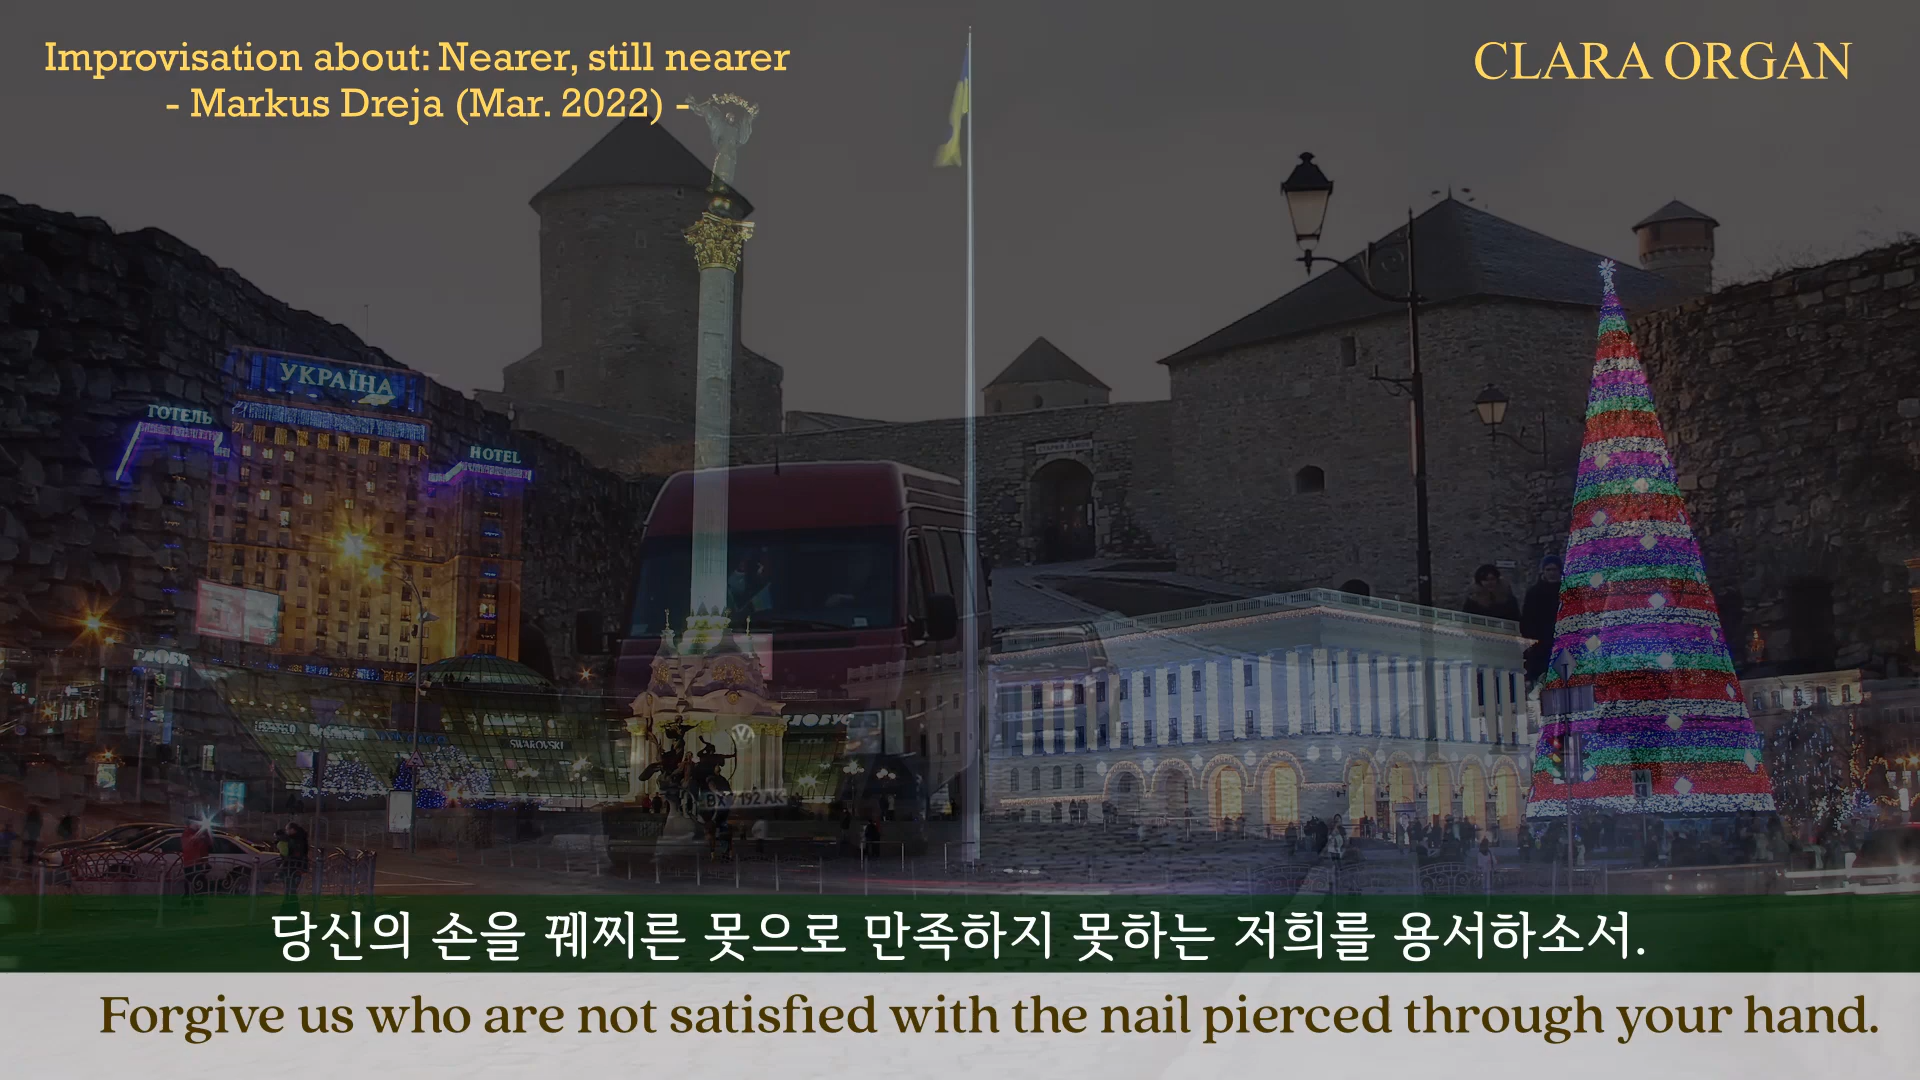 Improvisation about: Nearer, still nearer
- Markus Dreja (Mar. 2022) -
CLARA ORGAN
УКРАЇНА
ГОТЕЛЬ
HOTEL
ГЛОБУС
SWAROVSKI
당신의 손을 꿰찌른 못으로 만족하지 못하는 저희를 용서하소서.
Forgive us who are not satisfied with the nail pierced through your hand.